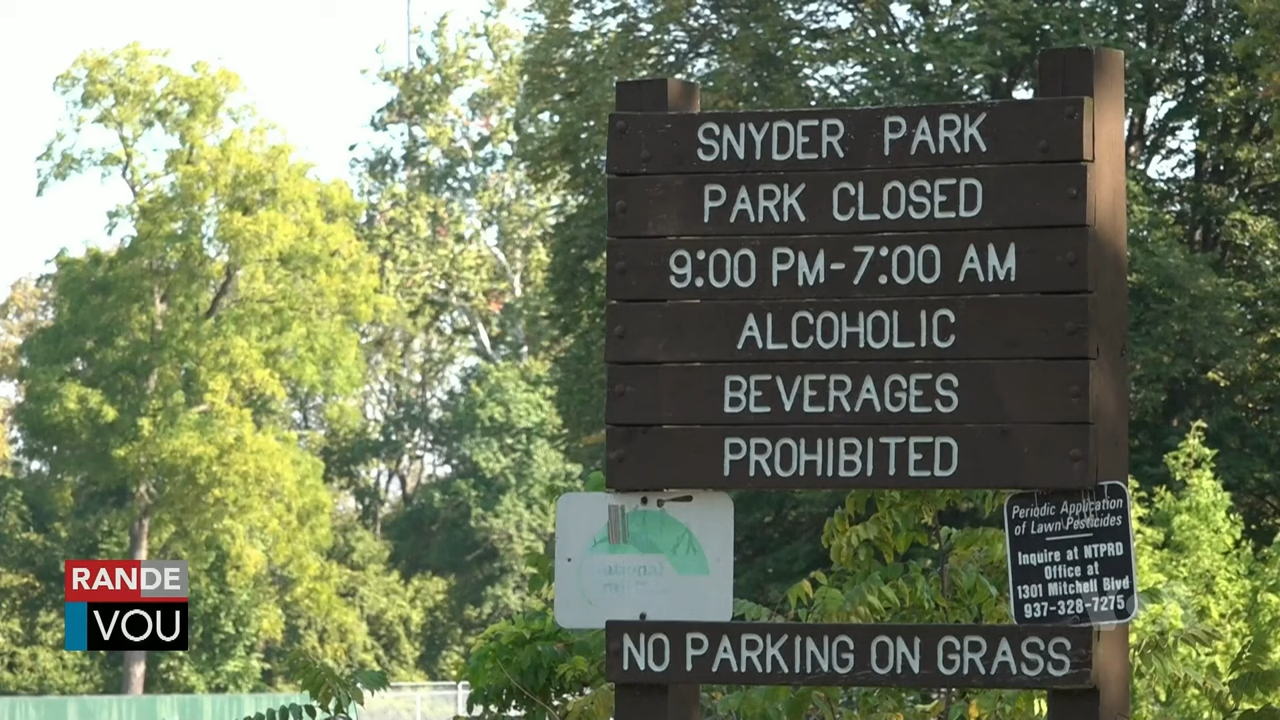 SNYDER PARK
PARK CLOSED
9:00 PM-7:00 AM
ALCOHOLIC
BEVERAGES
PROHIBITED
Periodic Application
of Lawn Pesticides
Inquire at NTPRD
Office at
1301 Mitchell Blvd
937-328-7275
NO PARKING ON GRASS
RANDE
VOU